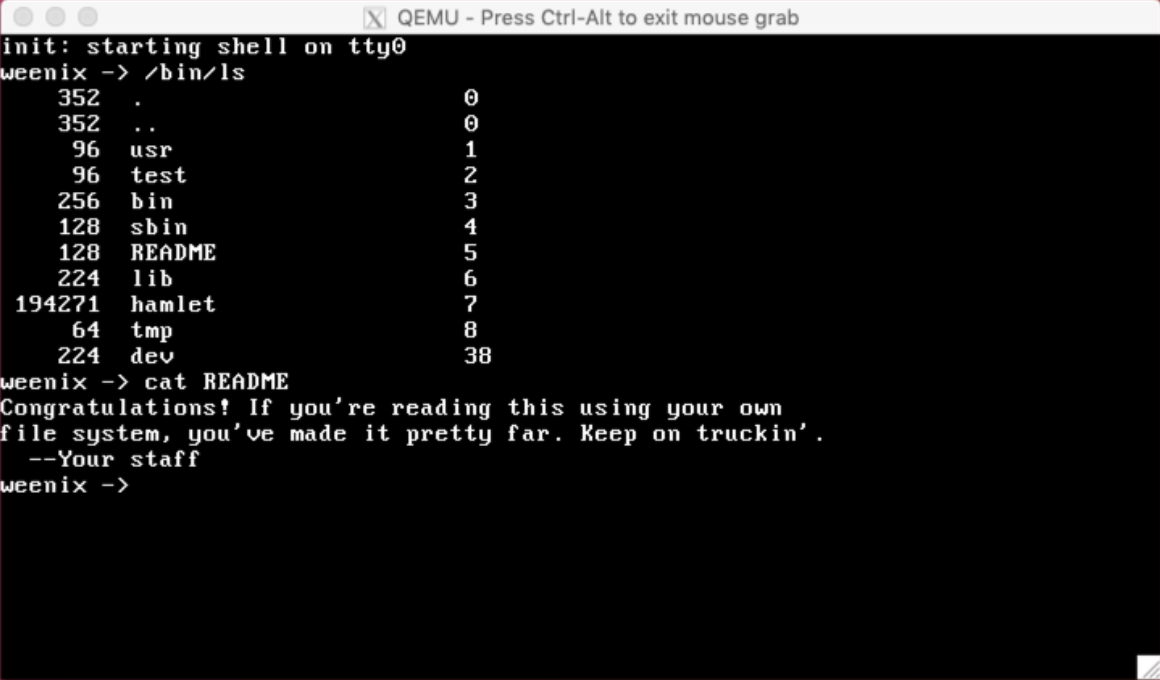 QEMU - Press Ctrl-Alt to exit mouse grab
init: starting shell on tty0
weenix -> /bin/ls
352 . 0
352 .. 0
96 usr 1
96 test 2
256 bin 3
128 sbin 4
128 README 5
224 lib 6
194271 hamlet 7
64 tmp 8
224 dev 38
weenix -> cat README
Congratulations! If you're reading this using your own
file system, you've made it pretty far. Keep on truckin'.
--Your staff
weenix ->